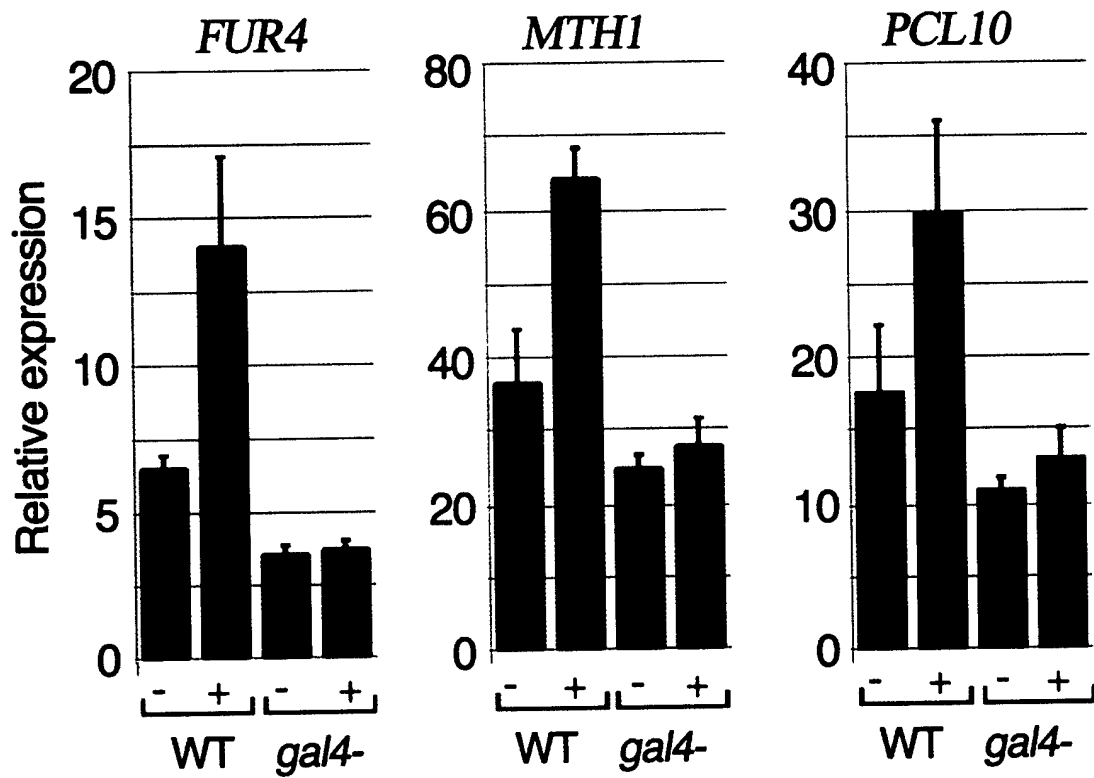 FUR4 MTH1 PCL10
Relative expression
20
15
10
5
0
80
60
40
20
0
40
30
20
10
0
- + - +
WT gal4-
- + - +
WT gal4-
- + - +
WT gal4-